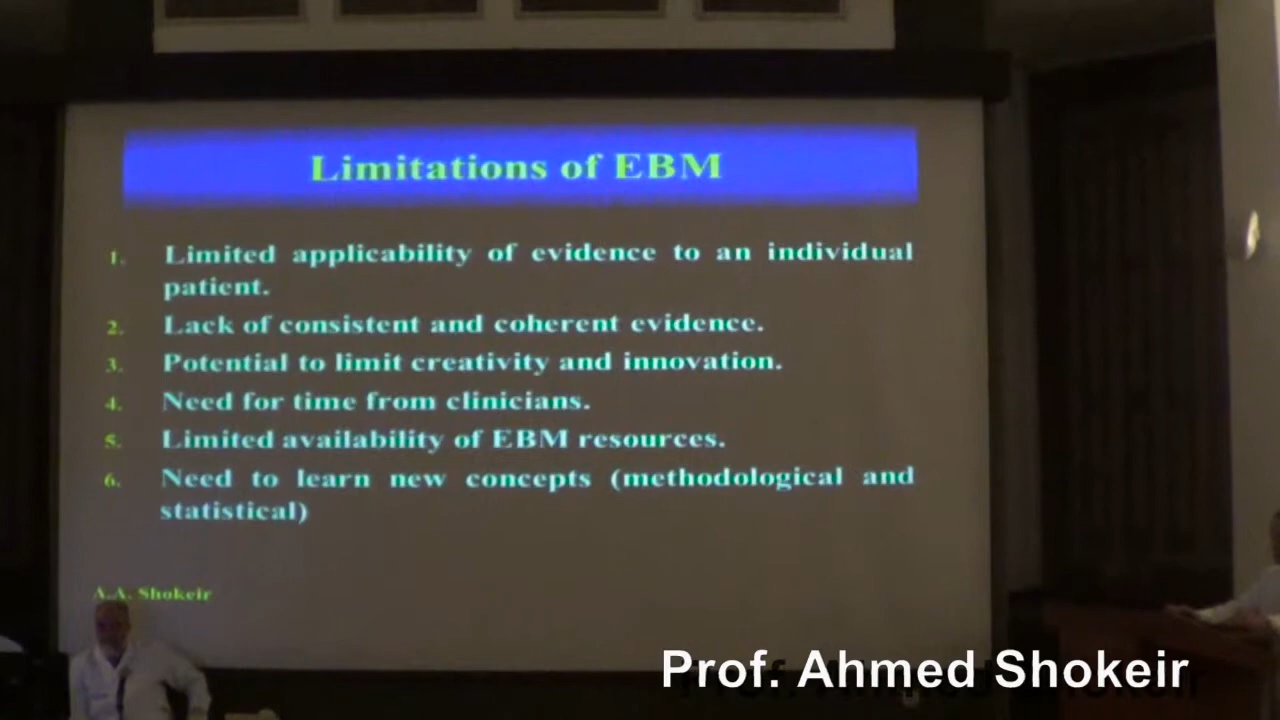 Limitations of EBM
1. Limited applicability of evidence to an individual
patient.
2. Lack of consistent and coherent evidence.
3. Potential to limit creativity and innovation.
4. Need for time from clinicians.
5. Limited availability of EBM resources.
6. Need to learn new concepts (methodological and
statistical)
A.A. Shokeir
Prof. Ahmed Shokeir